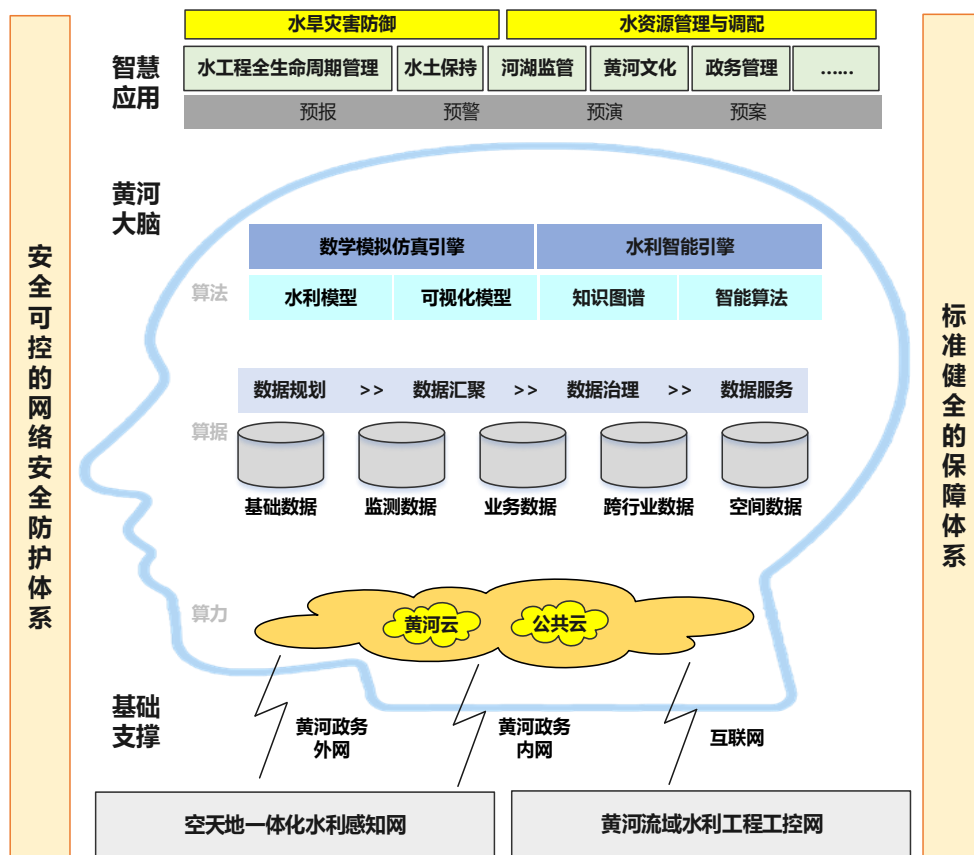 水旱灾害防御
水资源管理与调配
智慧
应用
水工程全生命周期管理
水土保持
河湖监管
黄河文化
政务管理
……
预报
预警
预演
预案
黄河
大脑
安全可控的网络安全防护体系
标准健全的保障体系
数学模拟仿真引擎
水利智能引擎
算法
水利模型
可视化模型
知识图谱
智能算法
数据规划 >> 数据汇聚 >> 数据治理 >> 数据服务
算据
基础数据
监测数据
业务数据
跨行业数据
空间数据
算力
黄河云
公共云
基础
支撑
黄河政务
外网
黄河政务
内网
互联网
空天地一体化水利感知网
黄河流域水利工程工控网